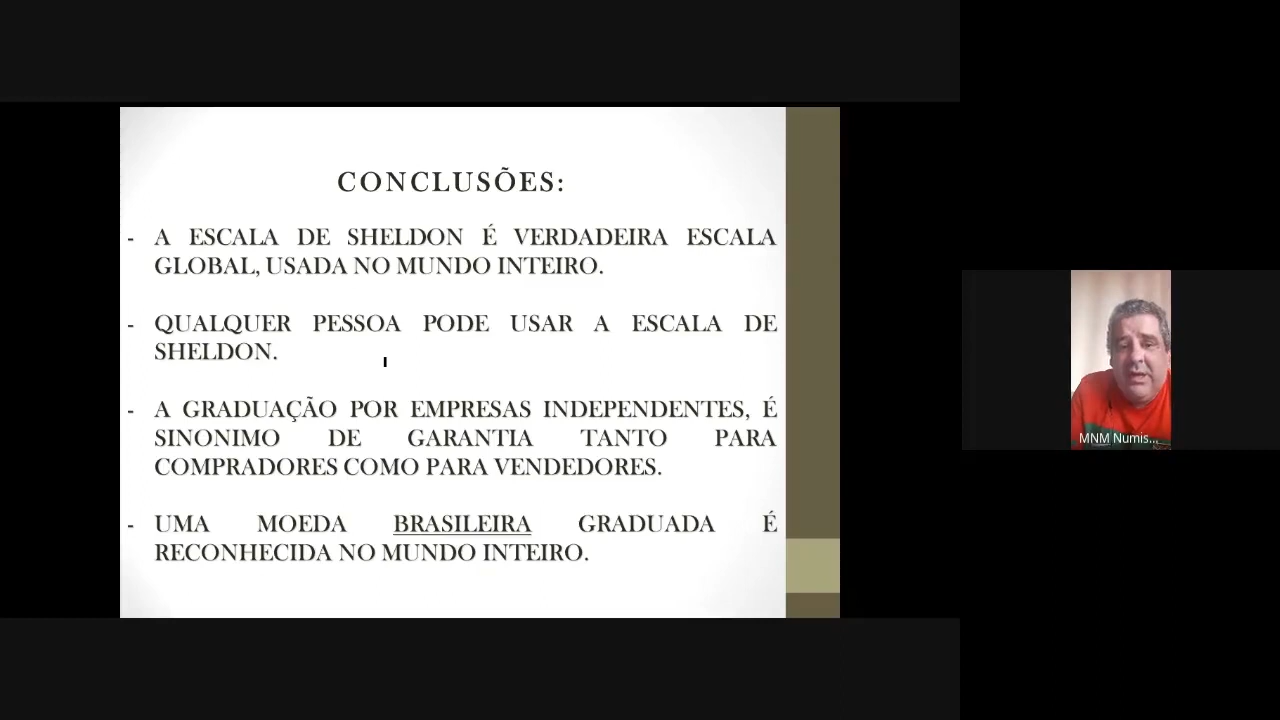 CONCLUSÕES:
- A ESCALA DE SHELDON É VERDADEIRA ESCALA
GLOBAL, USADA NO MUNDO INTEIRO.
- QUALQUER PESSOA PODE USAR A ESCALA DE
SHELDON.
- A GRADUAÇÃO POR EMPRESAS INDEPENDENTES, É
SINONIMO DE GARANTIA TANTO PARA
COMPRADORES COMO PARA VENDEDORES.
- UMA MOEDA BRASILEIRA GRADUADA É
RECONHECIDA NO MUNDO INTEIRO.
MNM Numis...